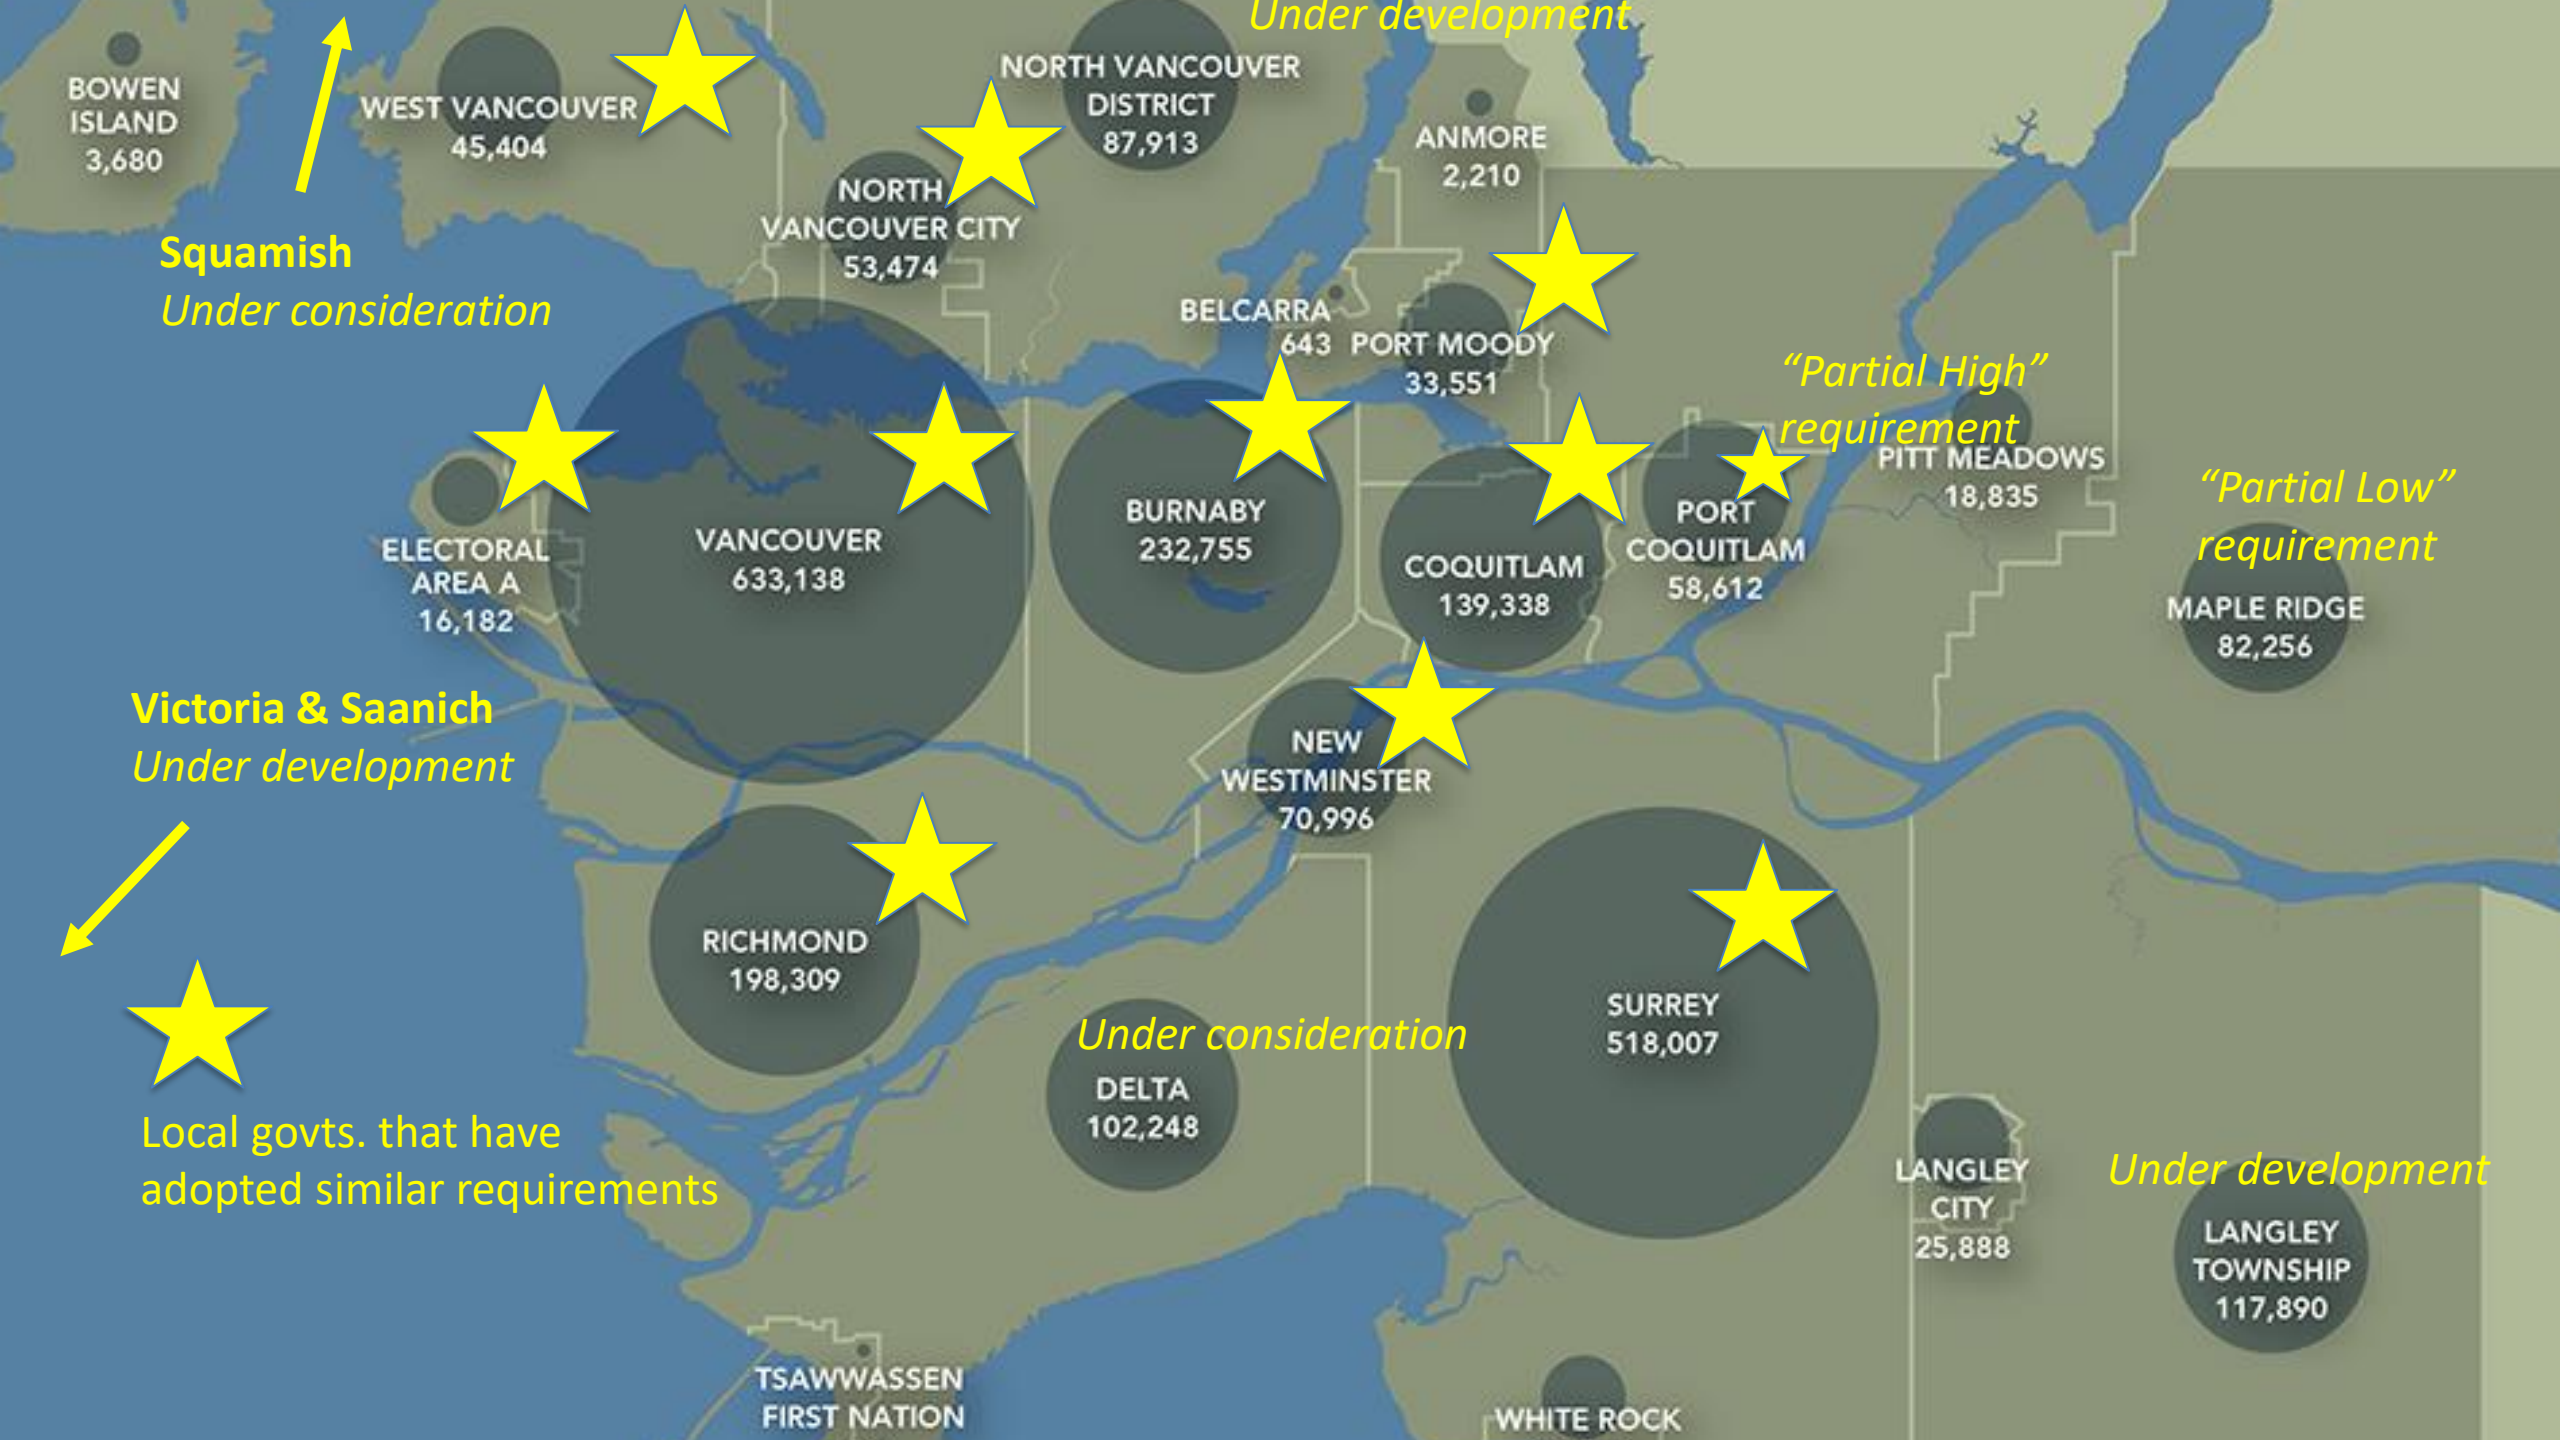 Under development
BOWEN
ISLAND
3,680
WEST VANCOUVER
45,404
NORTH VANCOUVER
DISTRICT
87,913
ANMORE
2,210
NORTH
VANCOUVER CITY
53,474
Squamish
Under consideration
BELCARRA
643
PORT MOODY
33,551
“Partial High”
requirement
PITT MEADOWS
18,835
“Partial Low”
requirement
MAPLE RIDGE
82,256
ELECTORAL
AREA A
16,182
VANCOUVER
633,138
BURNABY
232,755
COQUITLAM
139,338
PORT
COQUITLAM
58,612
Victoria & Saanich
Under development
NEW
WESTMINSTER
70,996
RICHMOND
198,309
Under consideration
DELTA
102,248
SURREY
518,007
Local govts. that have
adopted similar requirements
LANGLEY
CITY
25,888
Under development
LANGLEY
TOWNSHIP
117,890
TSAWWASSEN
FIRST NATION
WHITE ROCK